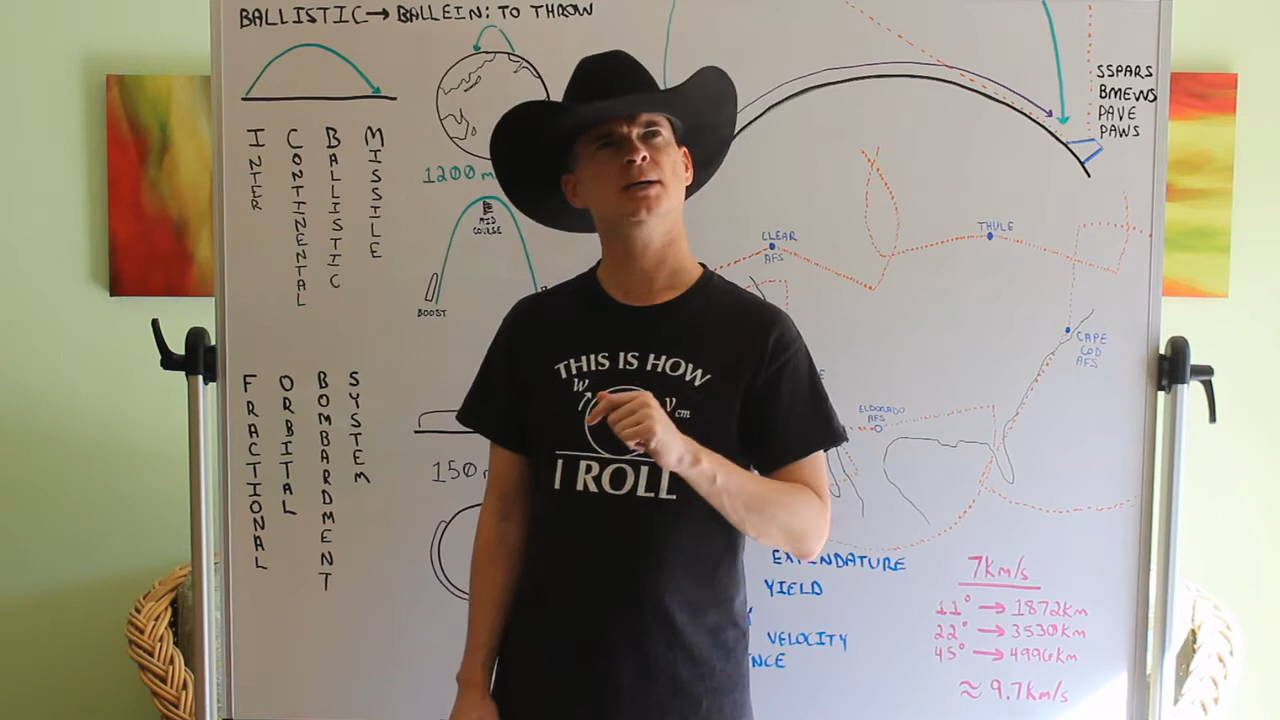 BALLISTIC→BALLEIN: TO THROW
SSPARS
BMEWS
PAVE
PAWS
INTER
CONTINENTAL
BALLISTIC
MISSILE
1200
MID
COURSE
BOOST
CLEAR
AFS
THULE
CAPE
COD
AFS
ELDORADO
AFS
FRACTIONAL
ORBITAL
BOMBARDMENT
SYSTEM
150
THIS IS HOW
W
Vcm
I ROLL
EXPENDATURE
YIELD
VELOCITY
7km/s
11° → 1872km
22° → 3530km
45° → 4996km
≈ 9.7km/s